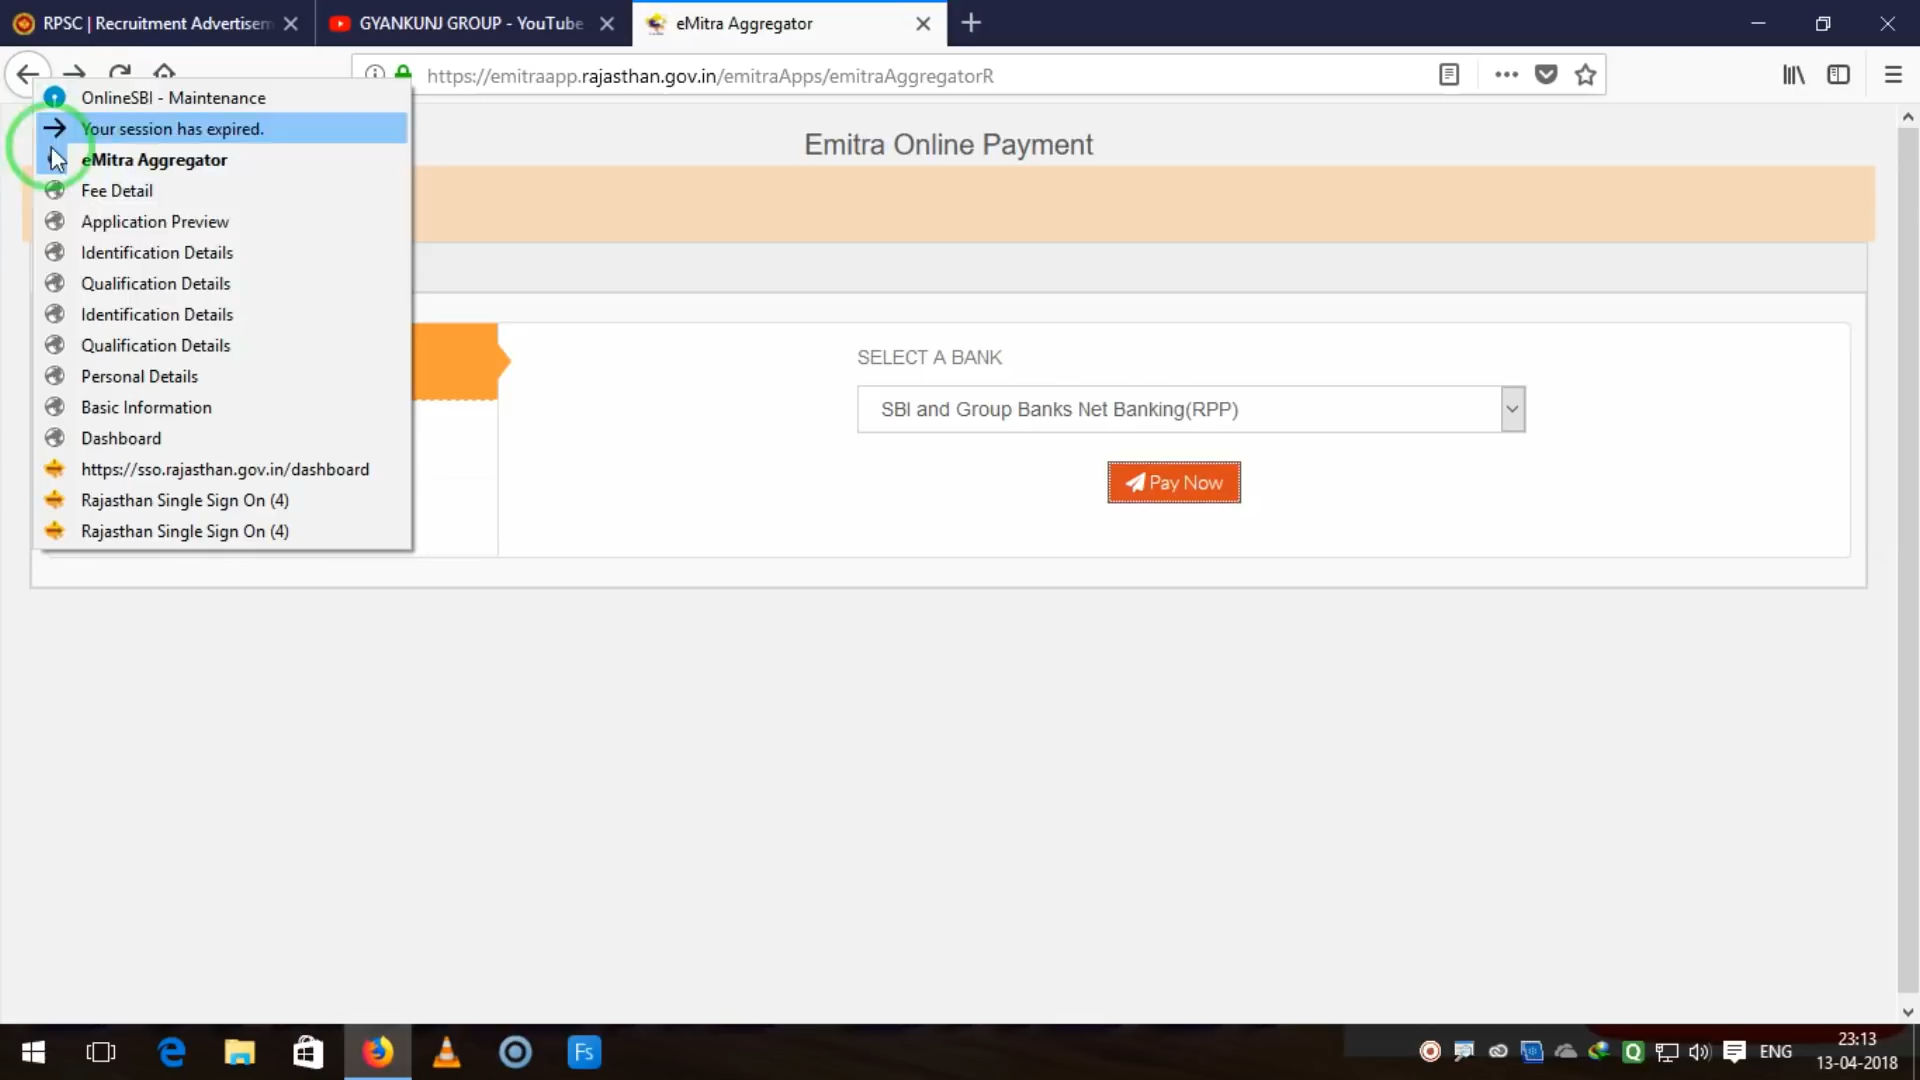 RPSC | Recruitment Advertisem
GYANKUNJ GROUP - YouTube
eMitra Aggregator
https://emitraapp.rajasthan.gov.in/emitraApps/emitraAggregatorR
OnlineSBI - Maintenance
Your session has expired.
eMitra Aggregator
Fee Detail
Application Preview
Identification Details
Qualification Details
Identification Details
Qualification Details
Personal Details
Basic Information
Dashboard
https://sso.rajasthan.gov.in/dashboard
Rajasthan Single Sign On (4)
Rajasthan Single Sign On (4)
Emitra Online Payment
SELECT A BANK
SBI and Group Banks Net Banking(RPP)
Pay Now
Fs
Q
ENG
23:13
13-04-2018